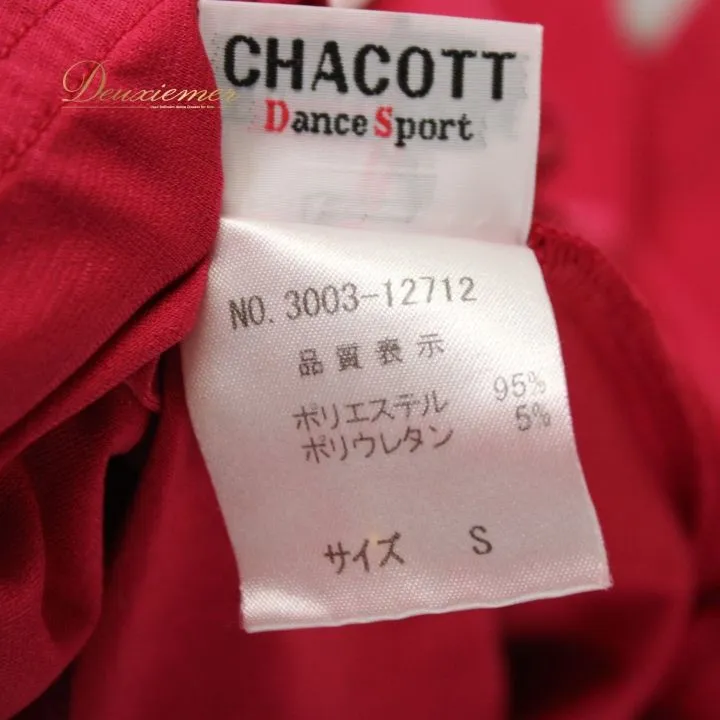 Deuxiemer
CHACOTT
Dance Sport
NO. 3003-12712
品質表示
ポリエステル 95%
ポリウレタン 5%
サイズ S